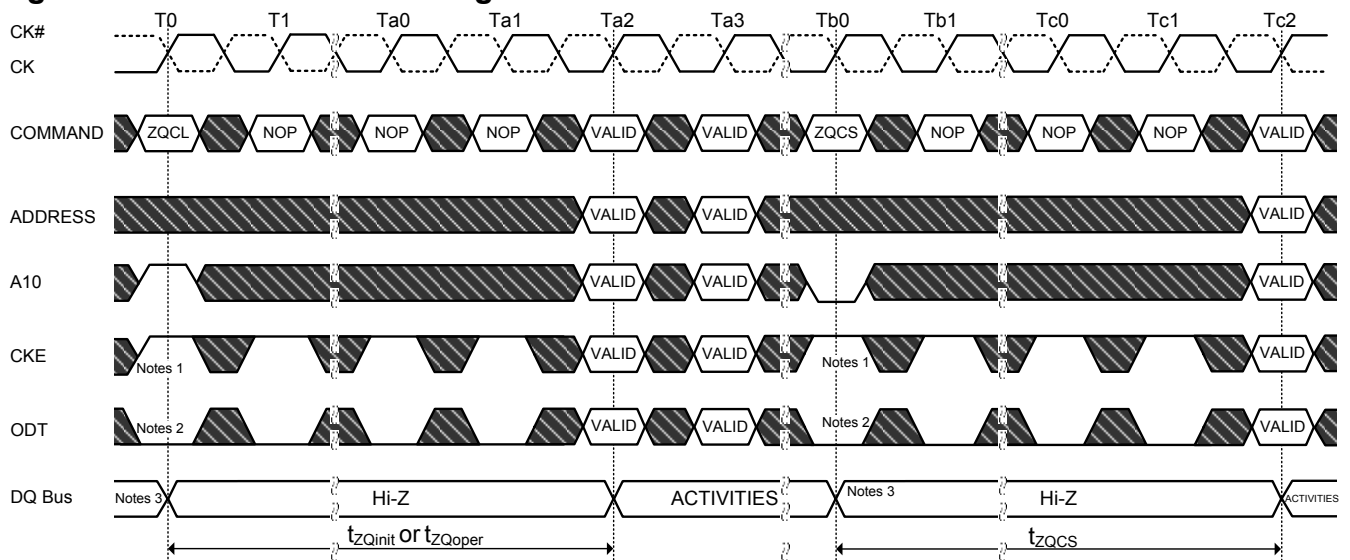 T0 T1 Ta0 Ta1 Ta2 Ta3 Tb0 Tb1 Tc0 Tc1 Tc2
CK#
CK
COMMAND ZQCL NOP NOP NOP VALID VALID ZQCS NOP NOP NOP VALID
ADDRESS VALID VALID VALID
A10 VALID VALID VALID
CKE Notes 1 VALID VALID Notes 1 VALID
ODT Notes 2 VALID VALID Notes 2 VALID
DQ Bus Notes 3 Hi-Z ACTIVITIES Notes 3 Hi-Z ACTIVITIES
tZQinit or tZQoper tZQCS